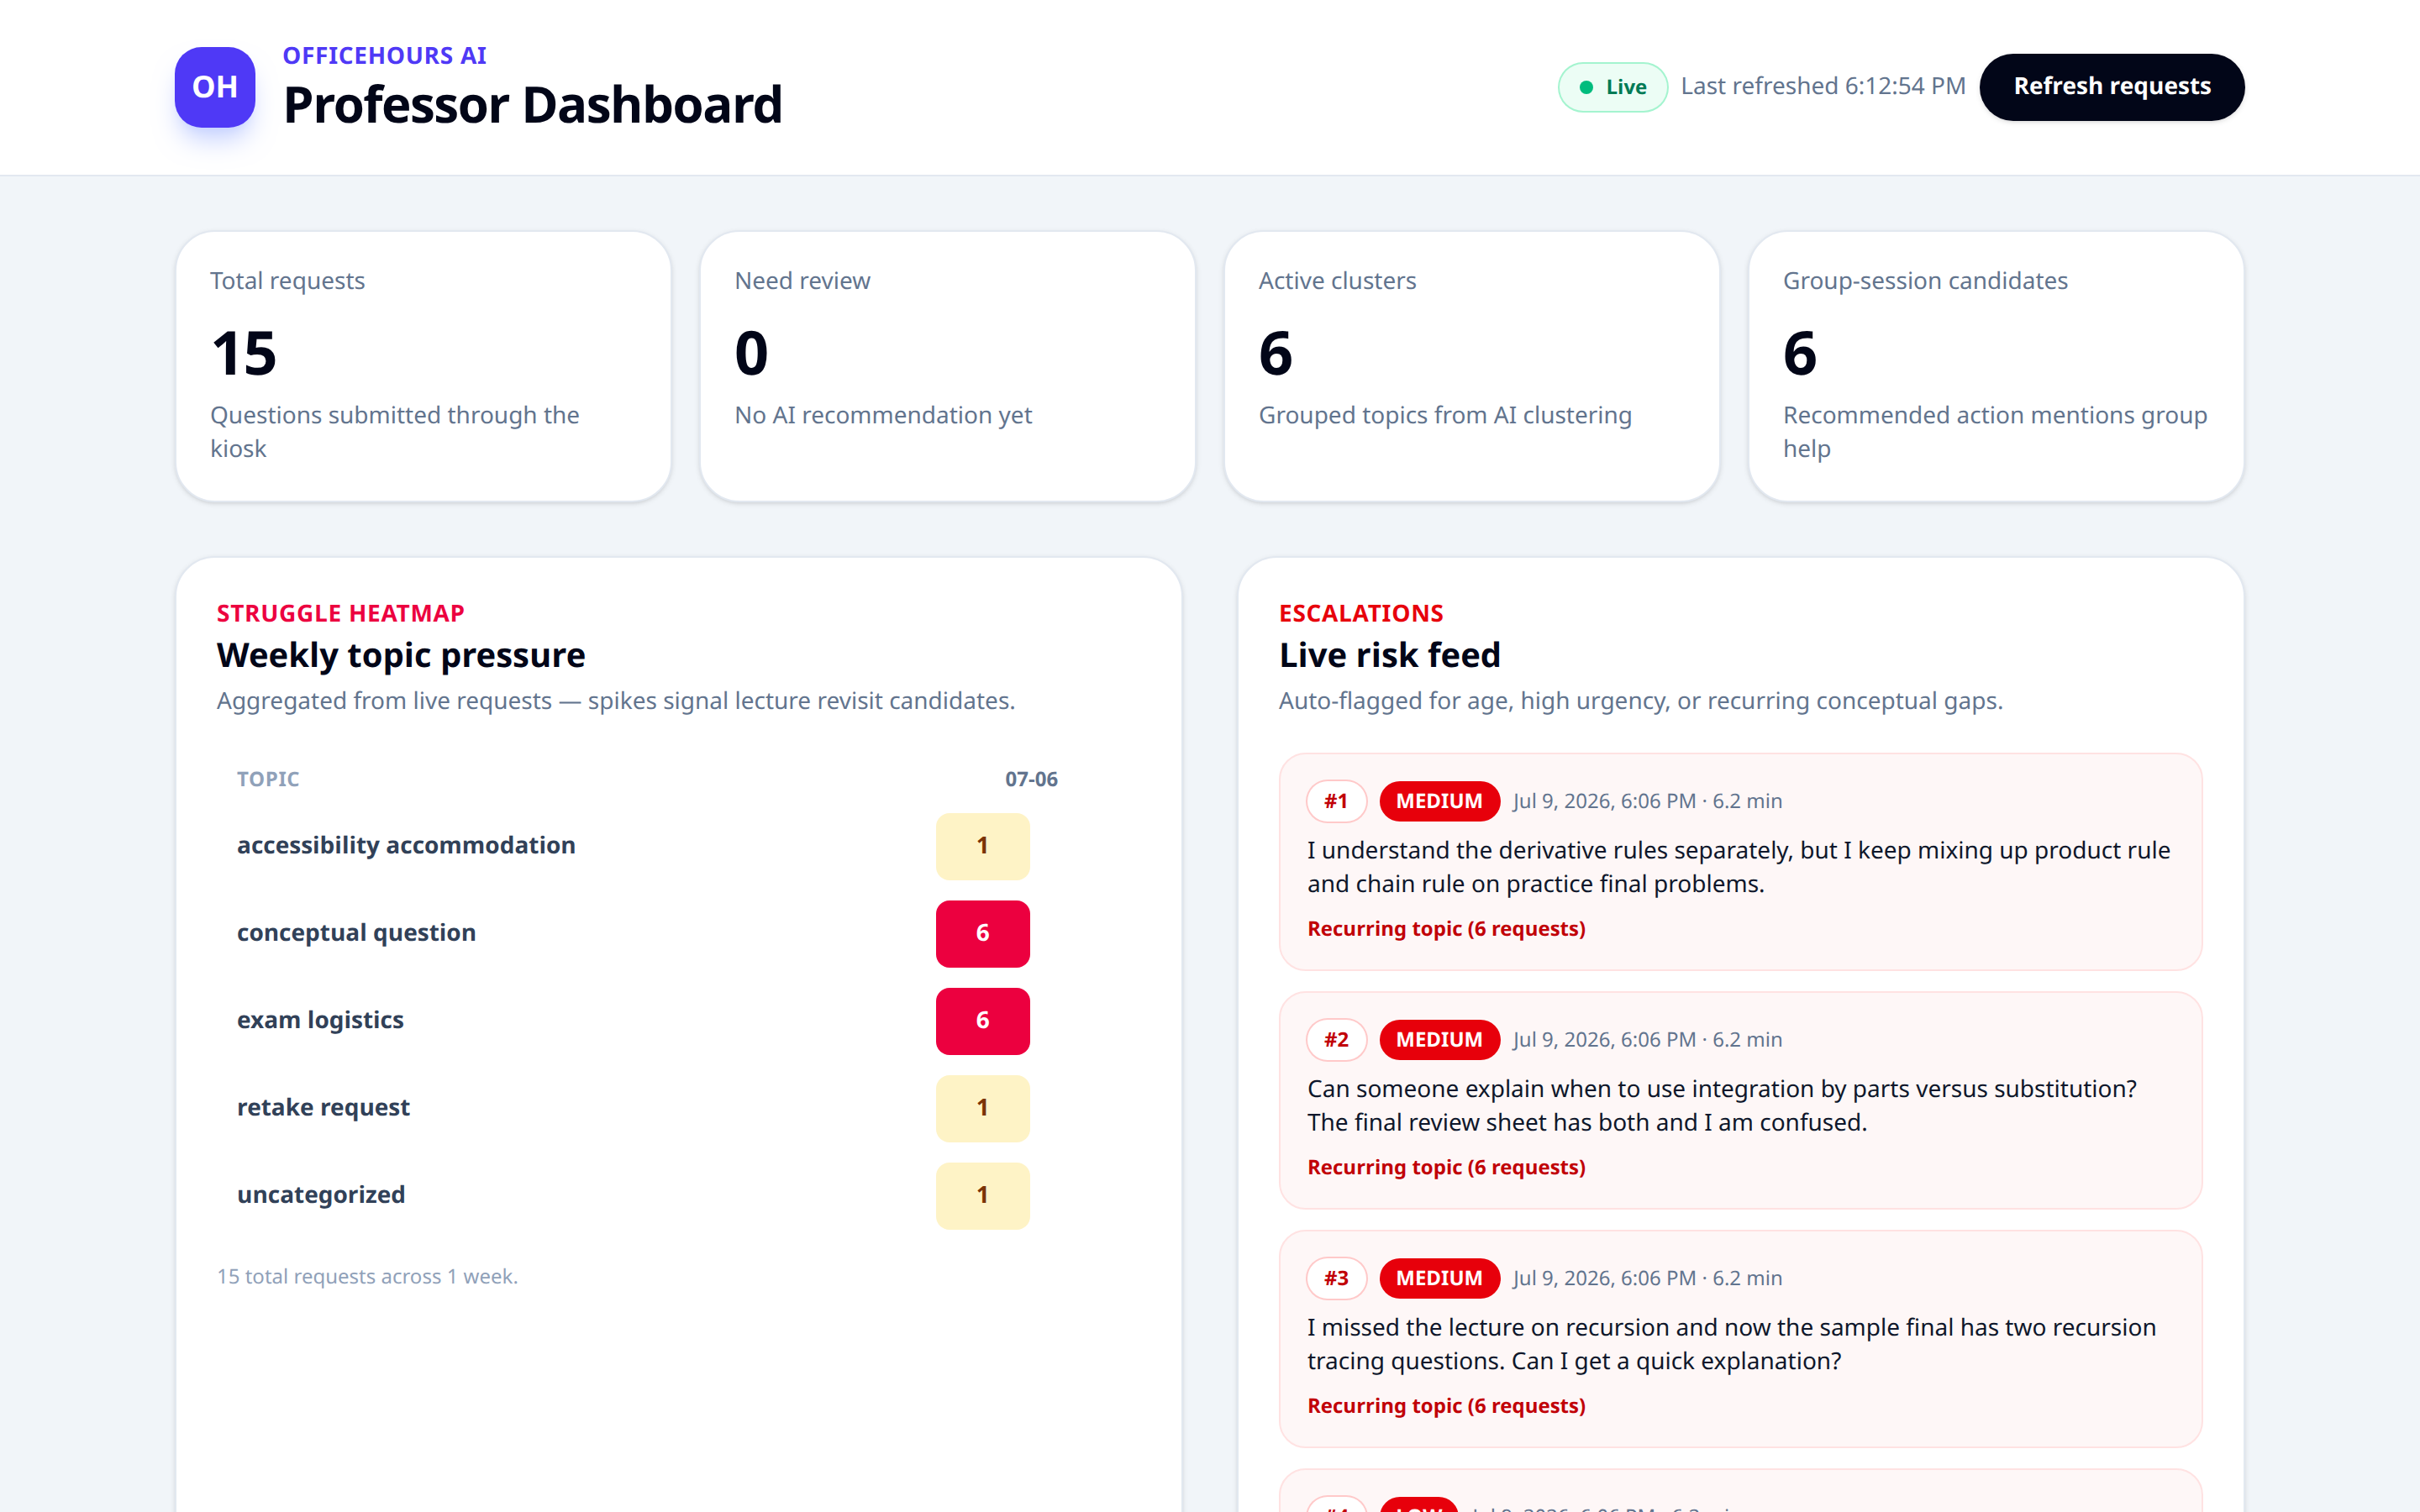 OH
OFFICEHOURS AI
Professor Dashboard
Live
Last refreshed 6:12:54 PM
Refresh requests
Total requests
15
Questions submitted through the
kiosk
Need review
0
No AI recommendation yet
Active clusters
6
Grouped topics from AI clustering
Group-session candidates
6
Recommended action mentions group
help
STRUGGLE HEATMAP
Weekly topic pressure
Aggregated from live requests — spikes signal lecture revisit candidates.
TOPIC 07-06
accessibility accommodation 1
conceptual question 6
exam logistics 6
retake request 1
uncategorized 1
15 total requests across 1 week.
ESCALATIONS
Live risk feed
Auto-flagged for age, high urgency, or recurring conceptual gaps.
#1 MEDIUM Jul 9, 2026, 6:06 PM · 6.2 min
I understand the derivative rules separately, but I keep mixing up product rule
and chain rule on practice final problems.
Recurring topic (6 requests)
#2 MEDIUM Jul 9, 2026, 6:06 PM · 6.2 min
Can someone explain when to use integration by parts versus substitution?
The final review sheet has both and I am confused.
Recurring topic (6 requests)
#3 MEDIUM Jul 9, 2026, 6:06 PM · 6.2 min
I missed the lecture on recursion and now the sample final has two recursion
tracing questions. Can I get a quick explanation?
Recurring topic (6 requests)
#4 LOW Jul 9, 2026, 6:06 PM